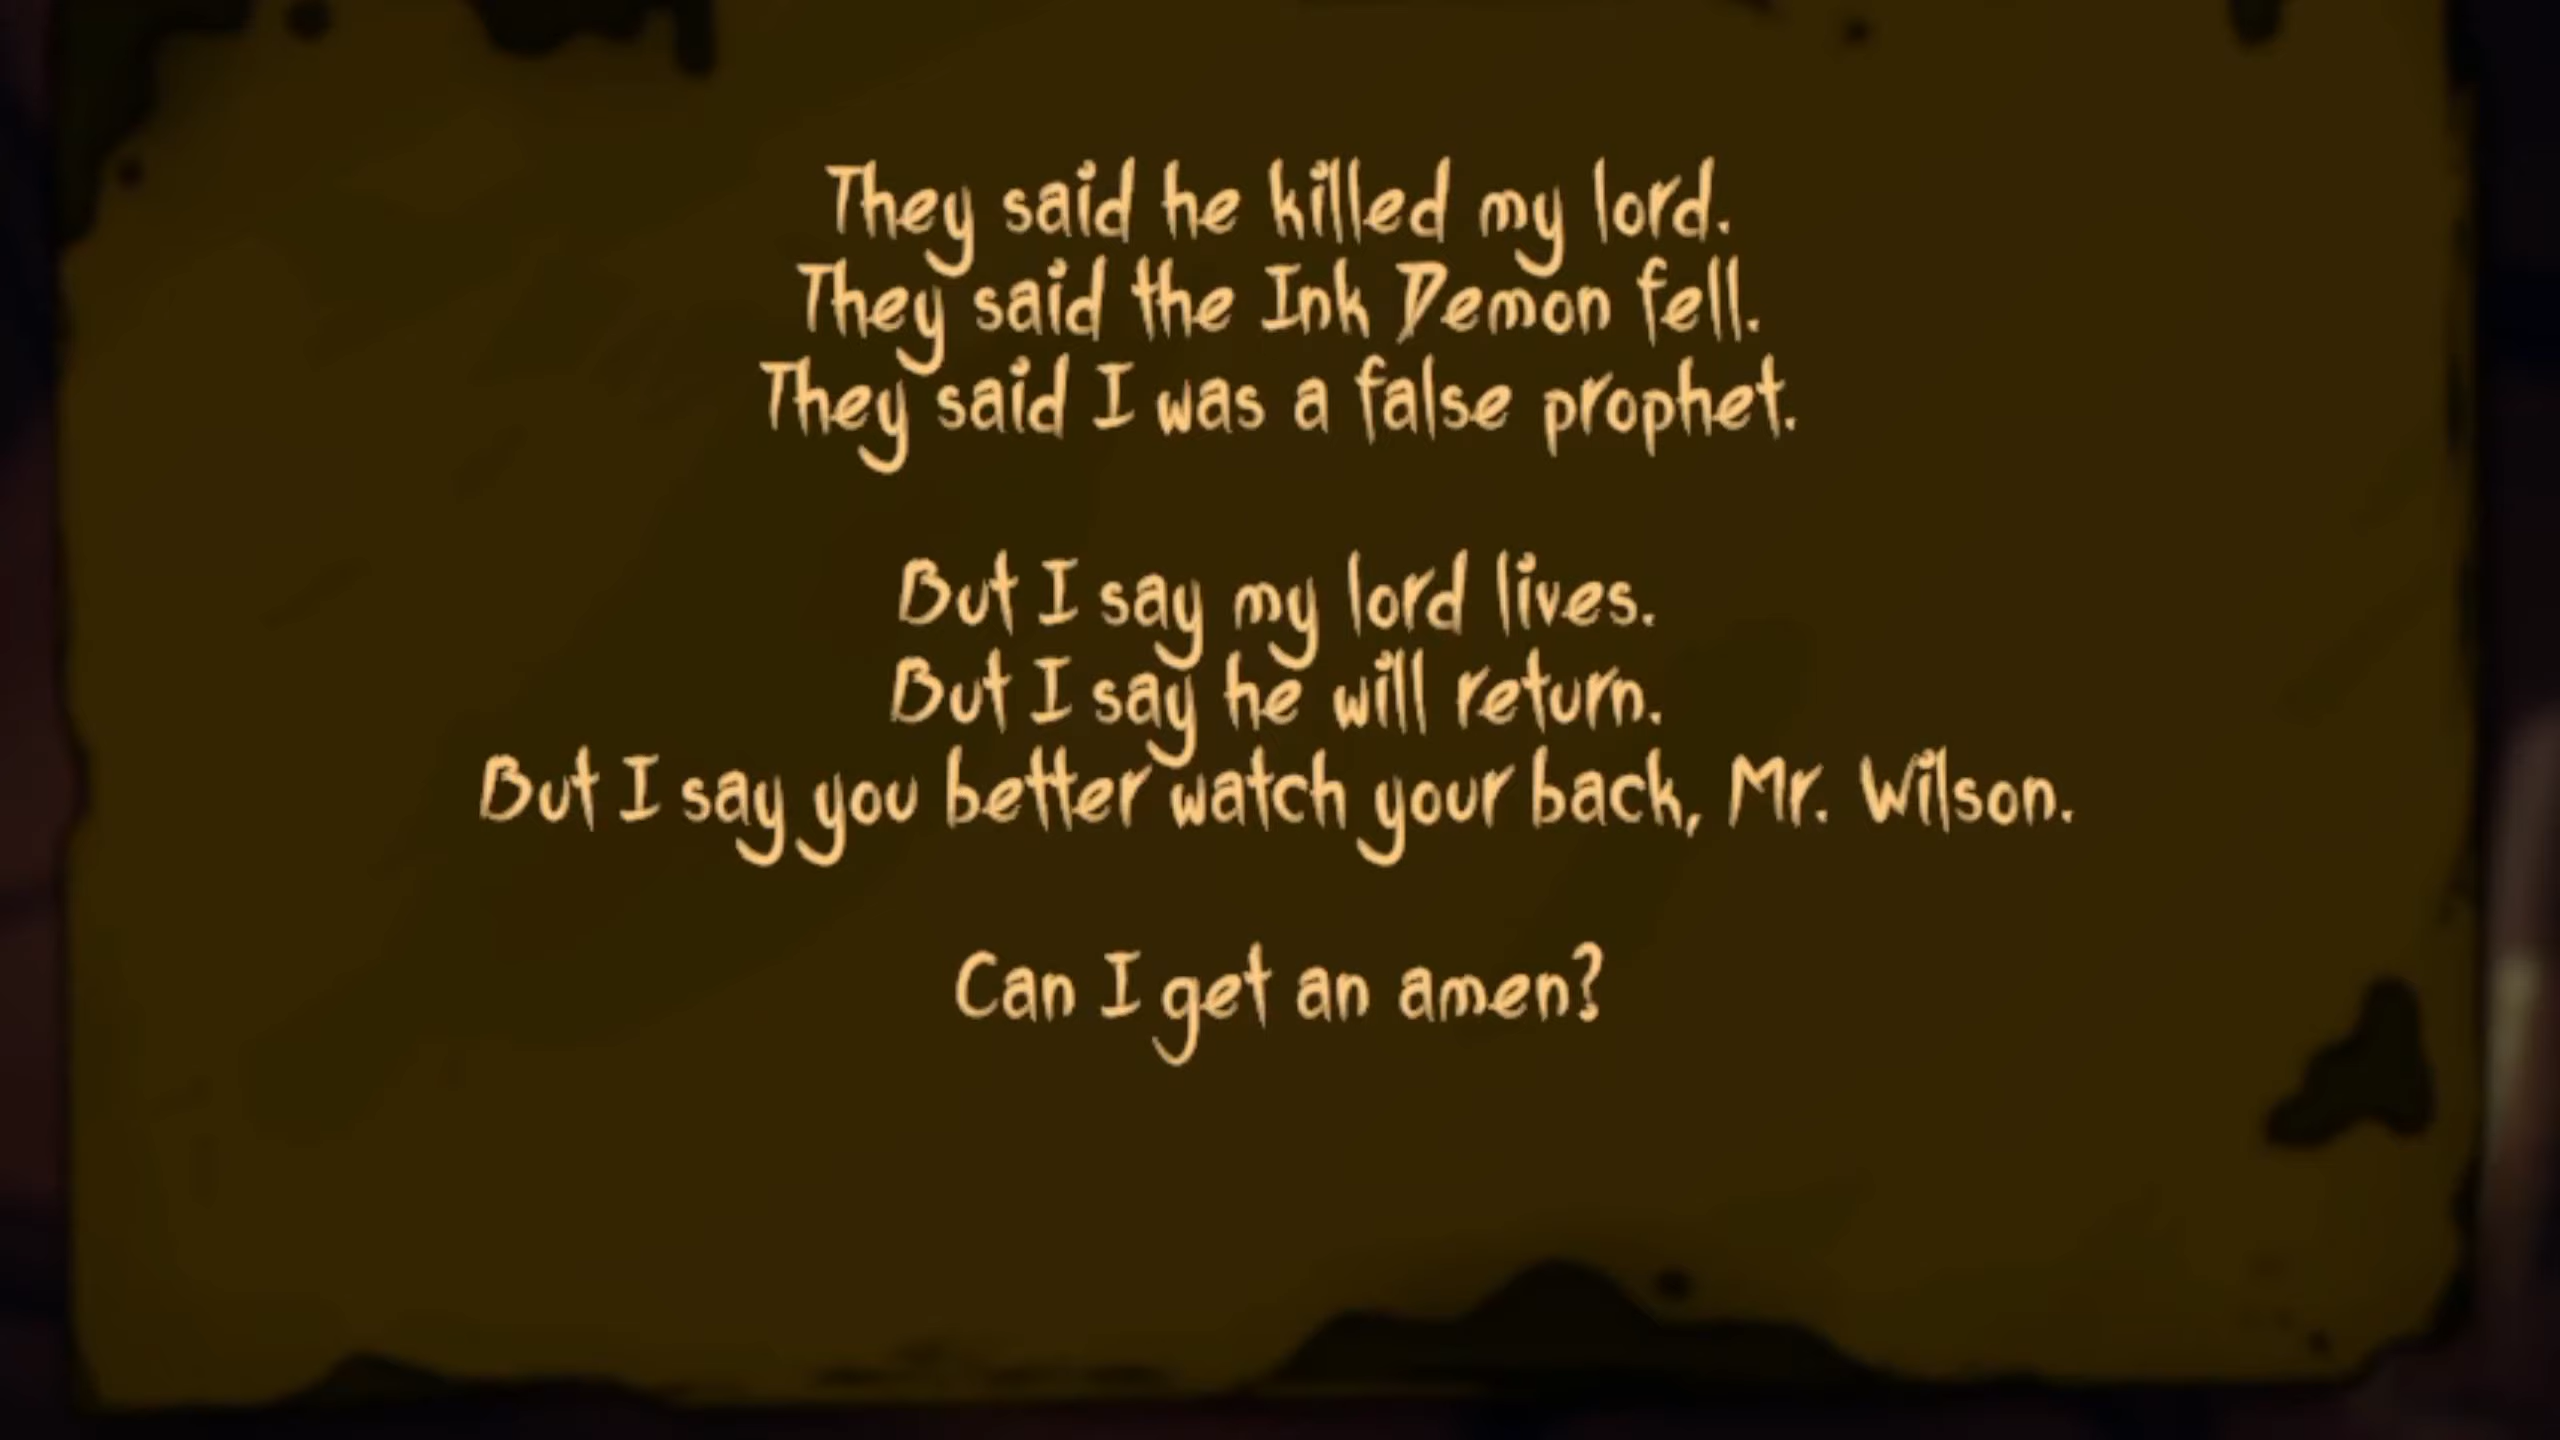 They said he killed my lord.
They said the Ink Demon fell.
They said I was a false prophet.
But I say my lord lives.
But I say he will return.
But I say you better watch your back, Mr. Wilson.
Can I get an amen?